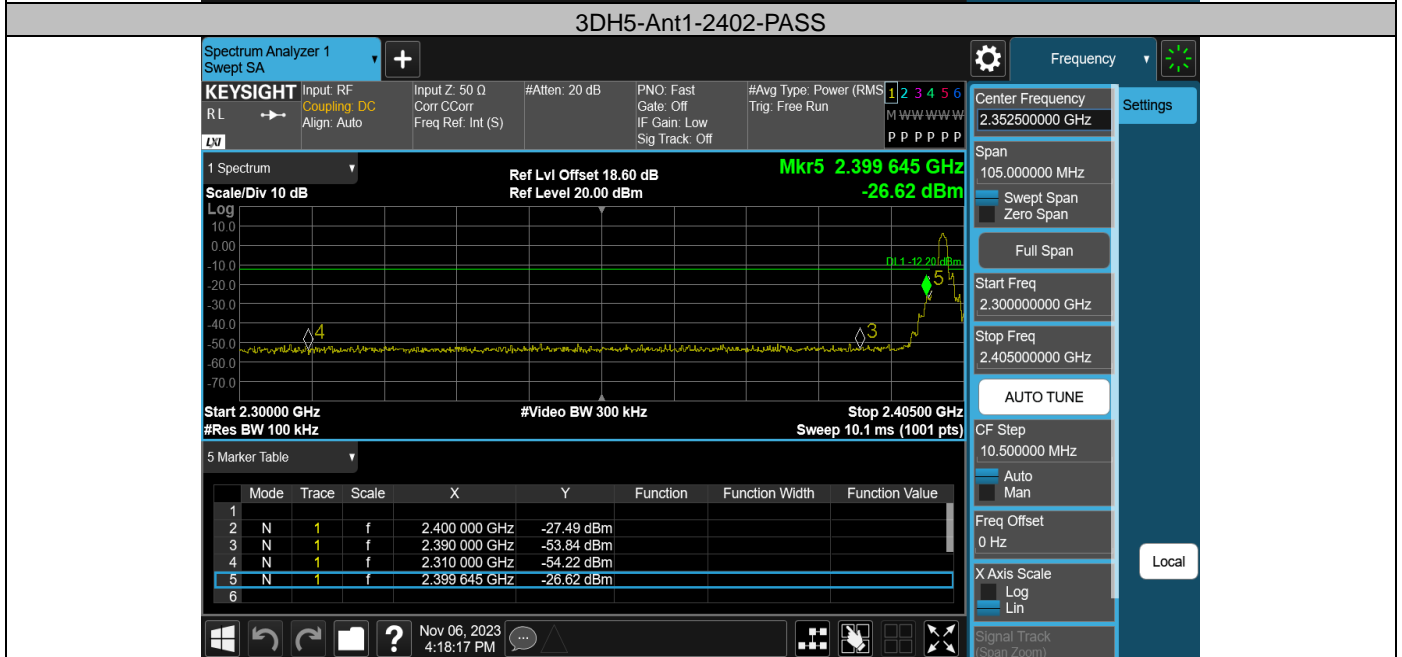 3DH5-Ant1-2402-PASS
Spectrum Analyzer 1
Swept SA
Frequency
KEYSIGHT
RL
LXI
Input: RF
Coupling: DC
Align: Auto
Input Z: 50 Ω
Corr CCorr
Freq Ref: Int (S)
#Atten: 20 dB
PNO: Fast
Gate: Off
IF Gain: Low
Sig Track: Off
#Avg Type: Power (RMS
Trig: Free Run
1 2 3 4 5 6
M W W W W W
P P P P P P
1 Spectrum
Scale/Div 10 dB
Ref Lvl Offset 18.60 dB
Ref Level 20.00 dBm
Mkr5 2.399 645 GHz
-26.62 dBm
Log
10.0
0.00
-10.0
-20.0
-30.0
-40.0
-50.0
-60.0
-70.0
DL1 -12.20 dBm
5
4
3
Start 2.30000 GHz
#Res BW 100 kHz
#Video BW 300 kHz
Stop 2.40500 GHz
Sweep 10.1 ms (1001 pts)
5 Marker Table
Mode Trace Scale X Y Function Function Width Function Value
1
2 N 1 f 2.400 000 GHz -27.49 dBm
3 N 1 f 2.390 000 GHz -53.84 dBm
4 N 1 f 2.310 000 GHz -54.22 dBm
5 N 1 f 2.399 645 GHz -26.62 dBm
6
Nov 06, 2023
4:18:17 PM
Center Frequency
2.352500000 GHz
Span
105.000000 MHz
Swept Span
Zero Span
Full Span
Start Freq
2.300000000 GHz
Stop Freq
2.405000000 GHz
AUTO TUNE
CF Step
10.500000 MHz
Auto
Man
Freq Offset
0 Hz
X Axis Scale
Log
Lin
Signal Track
(Span Zoom)
Settings
Local